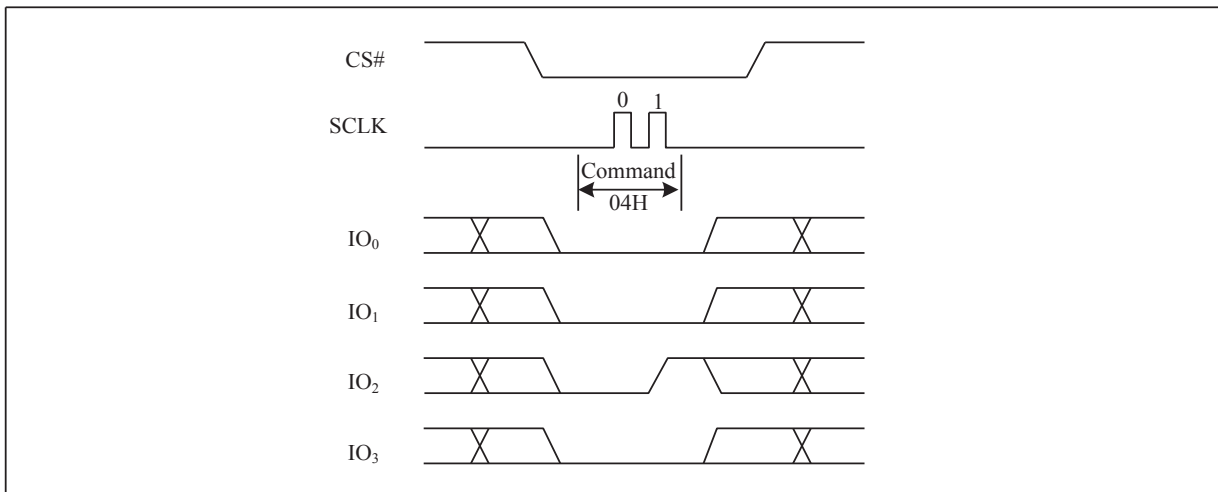 CS#
0 1
SCLK
Command
04H
IO₀
IO₁
IO₂
IO₃